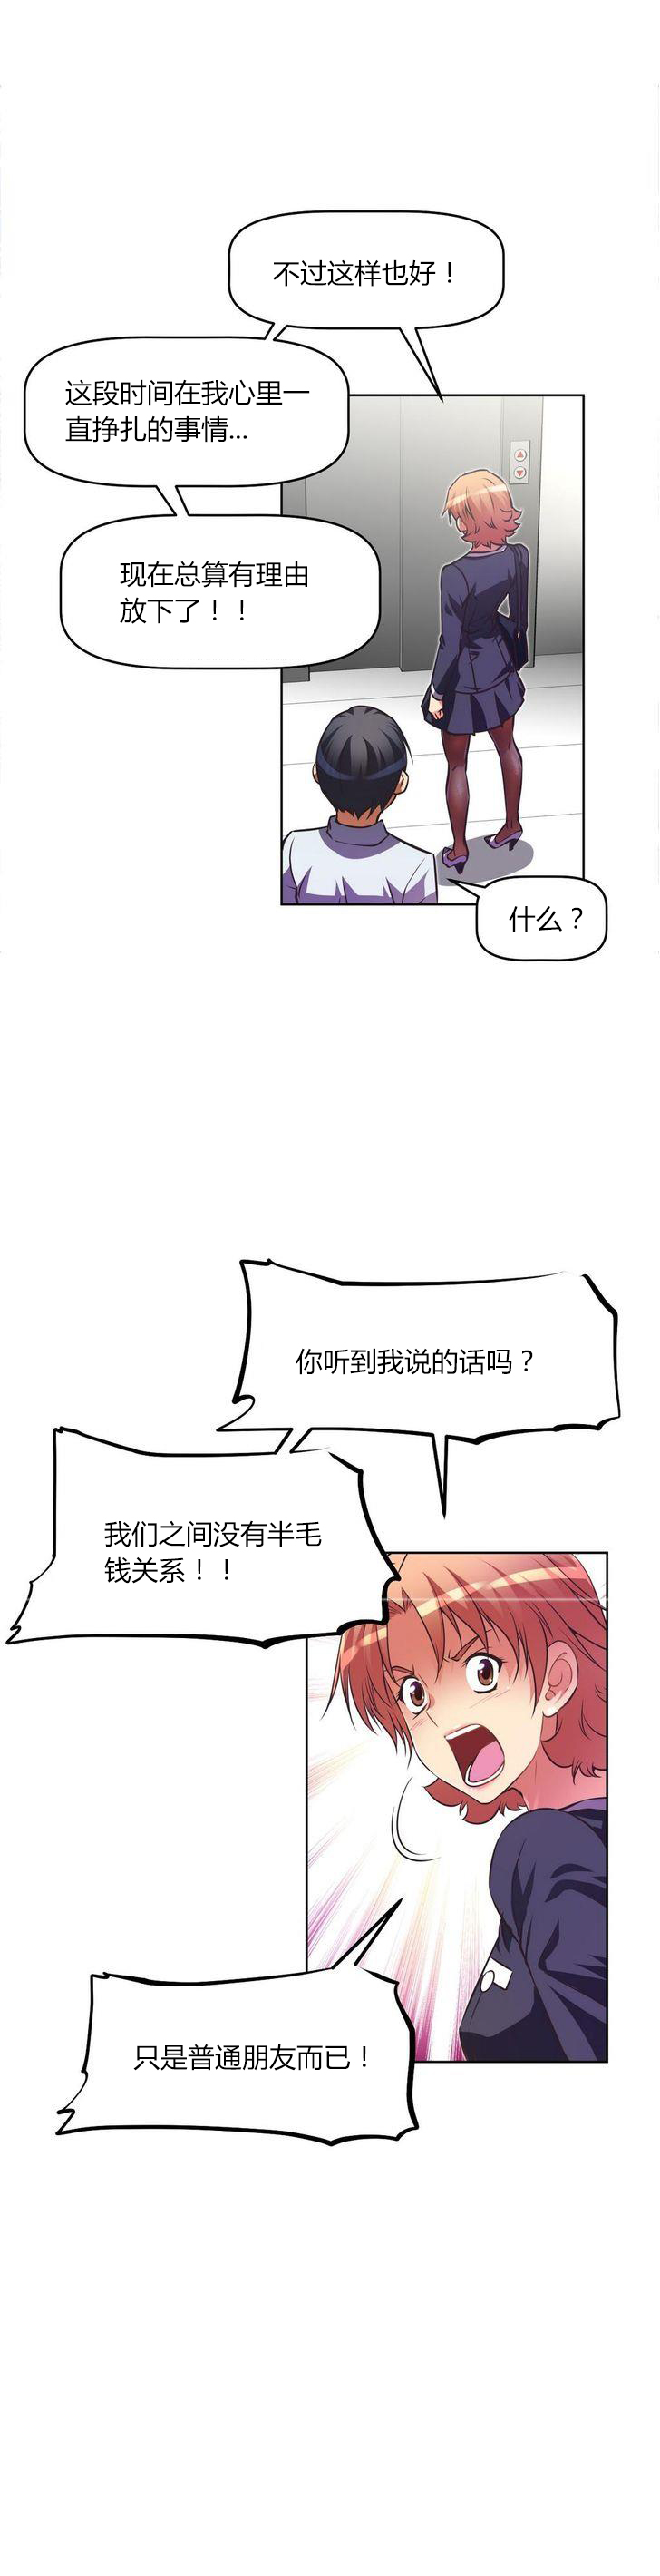 不过这样也好！
这段时间在我心里一
直挣扎的事情...
现在总算有理由
放下了！！
什么？
你听到我说的话吗？
我们之间没有半毛
钱关系！！
只是普通朋友而已！